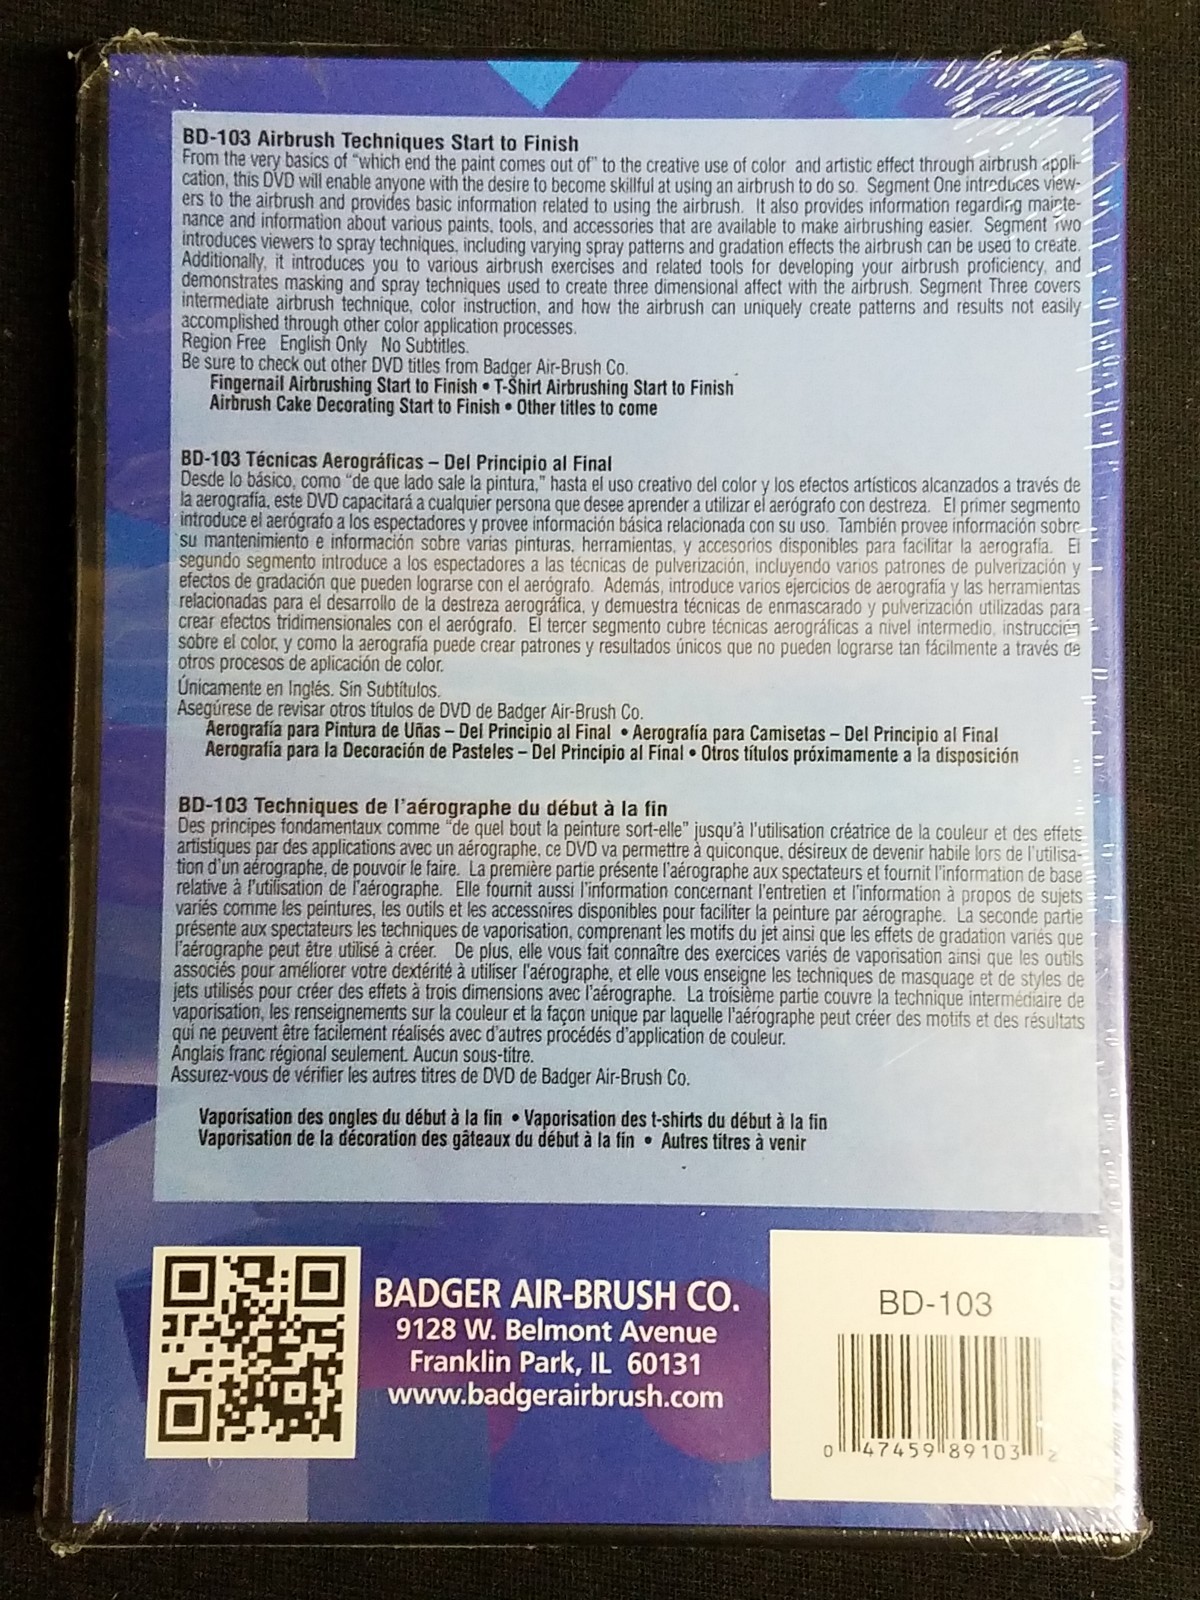 BD-103 Airbrush Techniques Start to Finish
From the very basics of “which end the paint comes out of” to the creative use of color and artistic effect through airbrush appli-
cation, this DVD will enable anyone with the desire to become skillful at using an airbrush to do so. Segment One introduces view-
ers to the airbrush and provides basic information related to using the airbrush. It also provides information regarding mainte-
nance and information about various paints, tools, and accessories that are available to make airbrushing easier. Segment Two
introduces viewers to spray techniques, including varying spray patterns and gradation effects the airbrush can be used to create.
Additionally, it introduces you to various airbrush exercises and related tools for developing your airbrush proficiency, and
demonstrates masking and spray techniques used to create three dimensional affect with the airbrush. Segment Three covers
intermediate airbrush technique, color instruction, and how the airbrush can uniquely create patterns and results not easily
accomplished through other color application processes.
Region Free English Only No Subtitles.
Be sure to check out other DVD titles from Badger Air-Brush Co.
Fingernail Airbrushing Start to Finish • T-Shirt Airbrushing Start to Finish
Airbrush Cake Decorating Start to Finish • Other titles to come
BD-103 Técnicas Aerográficas – Del Principio al Final
Desde lo básico, como “de que lado sale la pintura,” hasta el uso creativo del color y los efectos artísticos alcanzados a través de
la aerografía, este DVD capacitará a cualquier persona que desee aprender a utilizar el aerógrafo con destreza. El primer segmento
introduce el aerógrafo a los espectadores y provee información básica relacionada con su uso. También provee información sobre
su mantenimiento e información sobre varias pinturas, herramientas, y accesorios disponibles para facilitar la aerografía. El
segundo segmento introduce a los espectadores a las técnicas de pulverización, incluyendo varios patrones de pulverización y
efectos de gradación que pueden lograrse con el aerógrafo. Además, introduce varios ejercicios de aerografía y las herramientas
relacionadas para el desarrollo de la destreza aerográfica, y demuestra técnicas de enmascarado y pulverización utilizadas para
crear efectos tridimensionales con el aerógrafo. El tercer segmento cubre técnicas aerográficas a nivel intermedio, instrucción
sobre el color, y como la aerografía puede crear patrones y resultados únicos que no pueden lograrse tan fácilmente a través de
otros procesos de aplicación de color.
Únicamente en Inglés. Sin Subtítulos.
Asegúrese de revisar otros títulos de DVD de Badger Air-Brush Co.
Aerografía para Pintura de Uñas – Del Principio al Final • Aerografía para Camisetas – Del Principio al Final
Aerografía para la Decoración de Pasteles – Del Principio al Final • Otros títulos próximamente a la disposición
BD-103 Techniques de l’aérographe du début à la fin
Des principes fondamentaux comme “de quel bout la peinture sort-elle” jusqu’à l’utilisation créatrice de la couleur et des effets
artistiques par des applications avec un aérographe, ce DVD va permettre à quiconque, désireux de devenir habile lors de l’utilisa-
tion d’un aérographe, de pouvoir le faire. La première partie présente l’aérographe aux spectateurs et fournit l’information de base
relative à l’utilisation de l’aérographe. Elle fournit aussi l’information concernant l’entretien et l’information à propos de sujets
variés comme les peintures, les outils et les accessoires disponibles pour faciliter la peinture par aérographe. La seconde partie
présente aux spectateurs les techniques de vaporisation, comprenant les motifs du jet ainsi que les effets de gradation variés que
l’aérographe peut être utilisé à créer. De plus, elle vous fait connaître des exercices variés de vaporisation ainsi que les outils
associés pour améliorer votre dextérité à utiliser l’aérographe, et elle vous enseigne les techniques de masquage et de styles de
jets utilisés pour créer des effets à trois dimensions avec l’aérographe. La troisième partie couvre la technique intermédiaire de
vaporisation, les renseignements sur la couleur et la façon unique par laquelle l’aérographe peut créer des motifs et des résultats
qui ne peuvent être facilement réalisés avec d’autres procédés d’application de couleur.
Anglais franc régional seulement. Aucun sous-titre.
Assurez-vous de vérifier les autres titres de DVD de Badger Air-Brush Co.
Vaporisation des ongles du début à la fin • Vaporisation des t-shirts du début à la fin
Vaporisation de la décoration des gâteaux du début à la fin • Autres titres à venir
BADGER AIR-BRUSH CO.
9128 W. Belmont Avenue
Franklin Park, IL 60131
www.badgerairbrush.com
BD-103
0 47459 89103 2